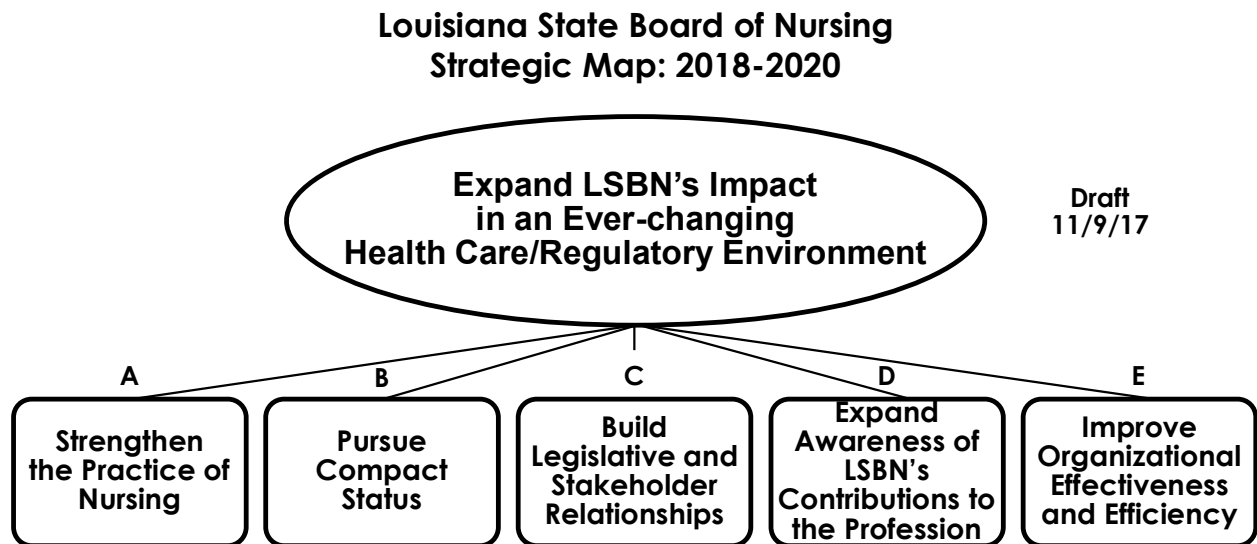 Louisiana State Board of Nursing
Strategic Map: 2018-2020
Expand LSBN’s Impact
in an Ever-changing
Health Care/Regulatory Environment
Draft
11/9/17
A
Strengthen
the Practice of
Nursing
B
Pursue
Compact
Status
C
Build
Legislative and
Stakeholder
Relationships
D
Expand
Awareness of
LSBN’s
Contributions to
the Profession
E
Improve
Organizational
Effectiveness
and Efficiency